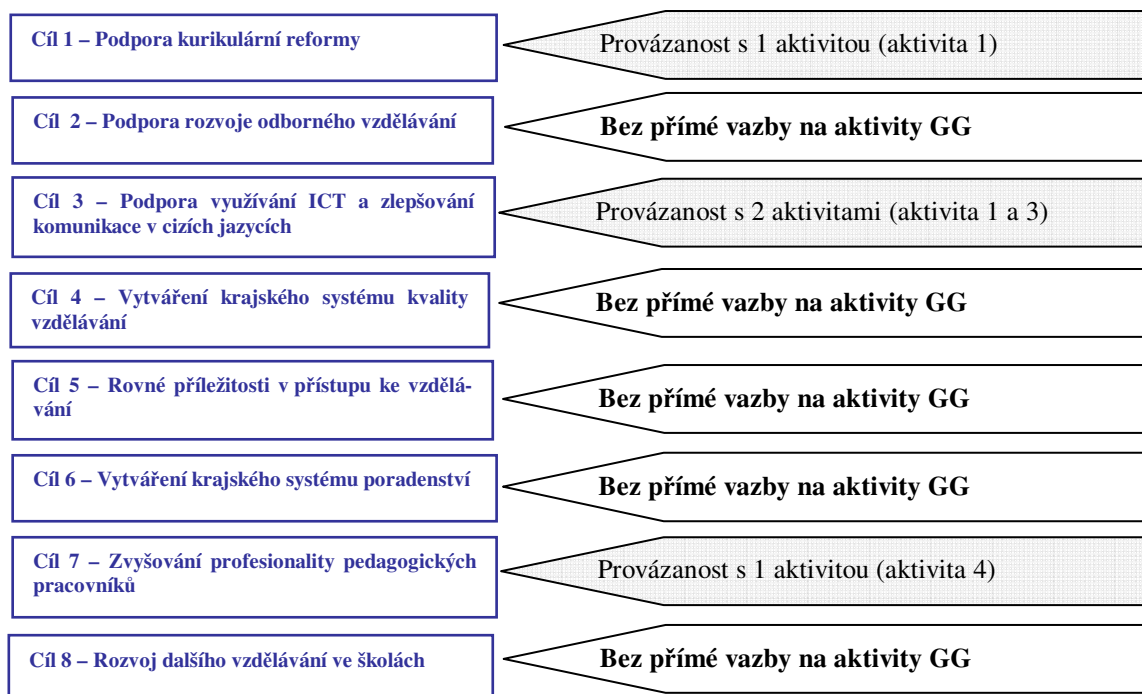 Cíl 1 – Podpora kurikulární reformy
Provázanost s 1 aktivitou (aktivita 1)
Cíl 2 – Podpora rozvoje odborného vzdělávání
Bez přímé vazby na aktivity GG
Cíl 3 – Podpora využívání ICT a zlepšování
komunikace v cizích jazycích
Provázanost s 2 aktivitami (aktivita 1 a 3)
Cíl 4 – Vytváření krajského systému kvality
vzdělávání
Bez přímé vazby na aktivity GG
Cíl 5 – Rovné příležitosti v přístupu ke vzdělá-
vání
Bez přímé vazby na aktivity GG
Cíl 6 – Vytváření krajského systému poradenství
Bez přímé vazby na aktivity GG
Cíl 7 – Zvyšování profesionality pedagogických
pracovníků
Provázanost s 1 aktivitou (aktivita 4)
Cíl 8 – Rozvoj dalšího vzdělávání ve školách
Bez přímé vazby na aktivity GG